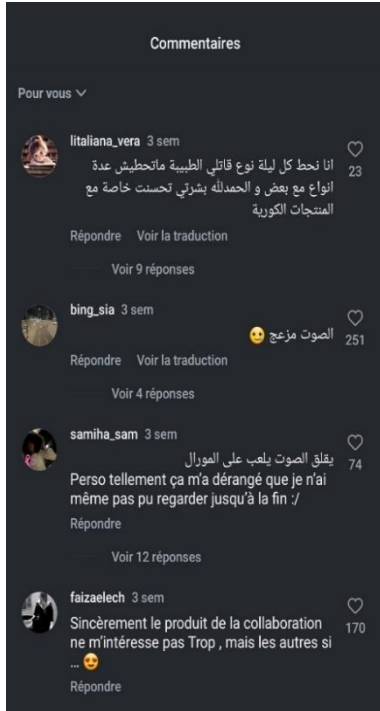 Commentaires
Pour vous
litaliana_vera 3 sem
انا نحط كل ليلة نوع قاتلي الطبيبة ماتحطيش عدة
انواع مع بعض و الحمدلله بشرتي تحسنت خاصة مع
المنتجات الكورية
23
Répondre Voir la traduction
Voir 9 réponses
bing_sia 3 sem
الصوت مزعج 😐
251
Répondre Voir la traduction
Voir 4 réponses
samiha_sam 3 sem
يقلق الصوت يلعب على المورال
74
Perso tellement ça m'a dérangé que je n'ai
même pas pu regarder jusqu'à la fin :/
Répondre
Voir 12 réponses
faizaelech 3 sem
Sincèrement le produit de la collaboration
ne m'intéresse pas Trop , mais les autres si
... 😍
170
Répondre